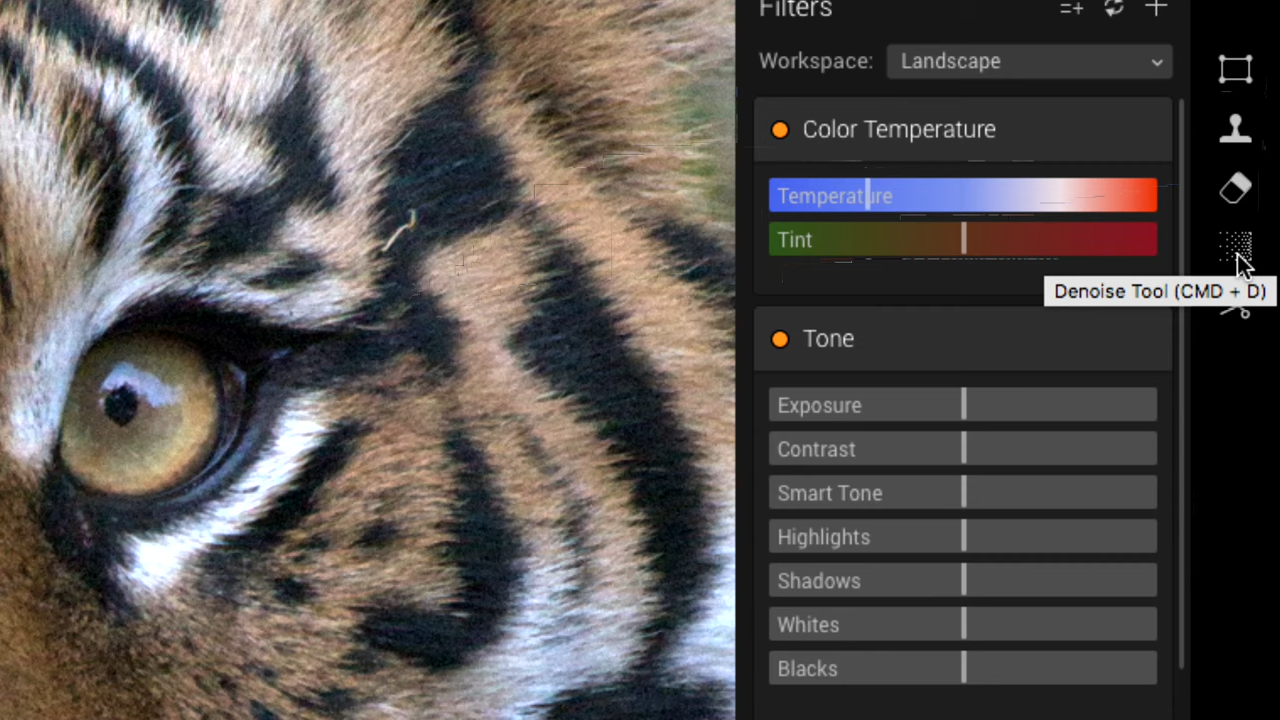 Filters
Workspace: Landscape
Color Temperature
Temperature
Tint
Denoise Tool (CMD + D)
Tone
Exposure
Contrast
Smart Tone
Highlights
Shadows
Whites
Blacks